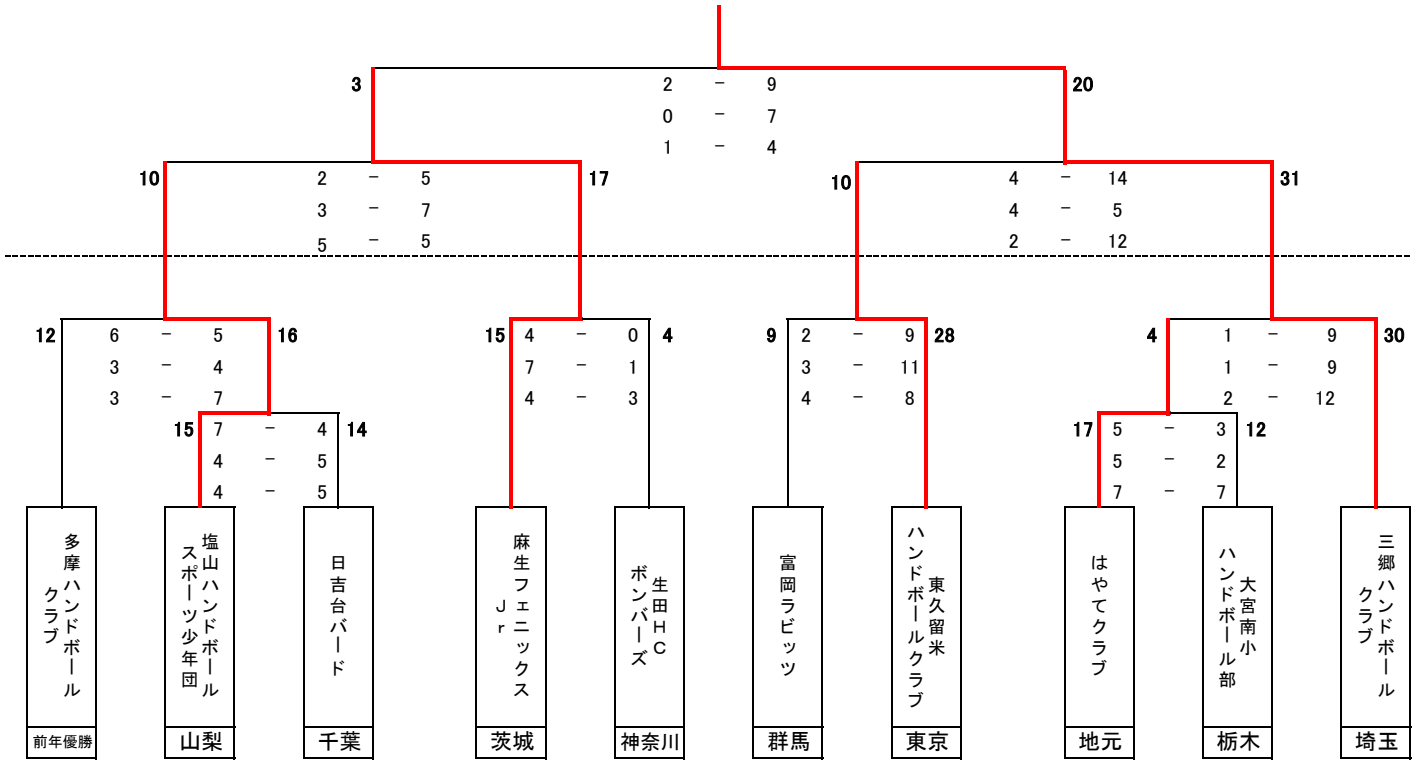 3 2 - 9 20
0 - 7
1 - 4
10 2 - 5 17 10 4 - 14 31
3 - 7 4 - 5
5 - 5 2 - 12
12 6 - 5 16 15 4 - 0 4 9 2 - 9 28 4 1 - 9 30
3 - 4 7 - 1 3 - 11 1 - 9
3 - 7 4 - 3 4 - 8 2 - 12
15 7 - 4 14 17 5 - 3 12
4 - 5 5 - 2
4 - 5 7 - 7
多摩ハンドボール
クラブ
塩山ハンドボール
スポーツ少年団
日吉台バード
麻生フェニックス
Jr
生田HC
ボンバーズ
富岡ラビッツ
東久留米
ハンドボールクラブ
はやてクラブ
大宮南小
ハンドボール部
三郷ハンドボール
クラブ
前年優勝 山梨 千葉 茨城 神奈川 群馬 東京 地元 栃木 埼玉